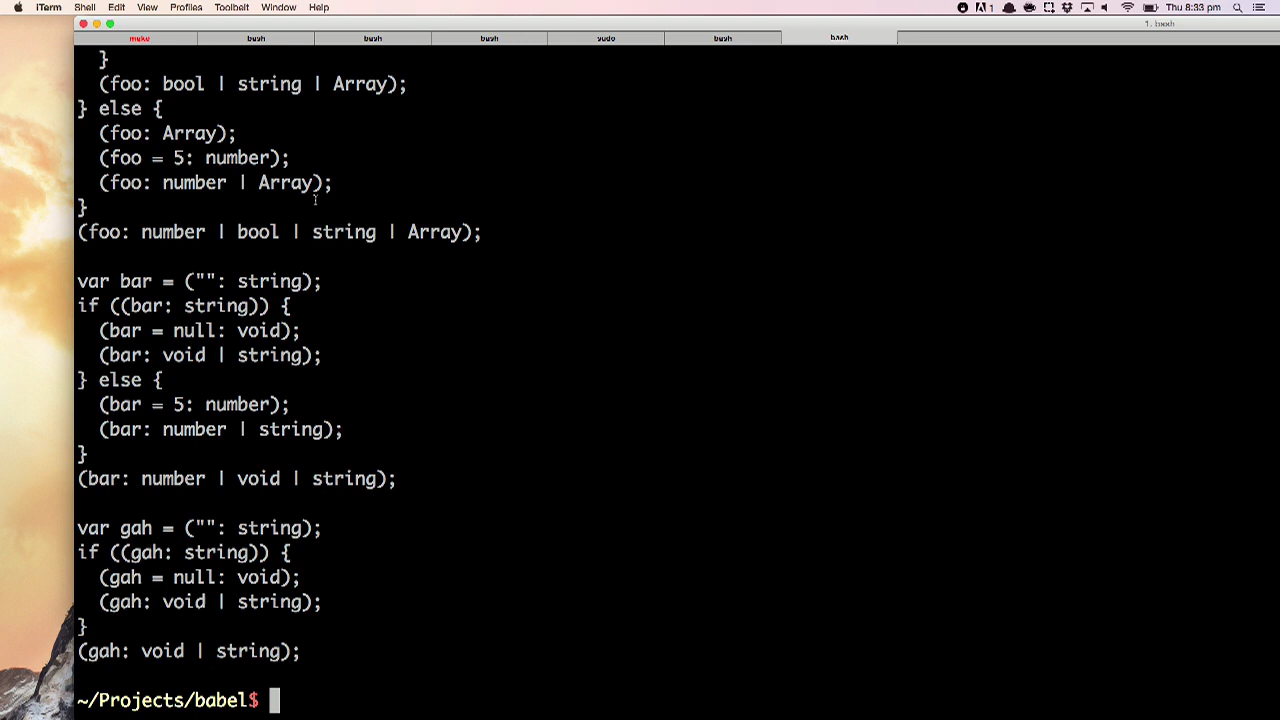 iTerm Shell Edit View Profiles Toolbelt Window Help 1 Thu 8:33 pm
1. bash
make bash bash bash sudo bash bash
}
(foo: bool | string | Array);
} else {
(foo: Array);
(foo = 5: number);
(foo: number | Array);
}
(foo: number | bool | string | Array);
var bar = ("": string);
if ((bar: string)) {
(bar = null: void);
(bar: void | string);
} else {
(bar = 5: number);
(bar: number | string);
}
(bar: number | void | string);
var gah = ("": string);
if ((gah: string)) {
(gah = null: void);
(gah: void | string);
}
(gah: void | string);
~/Projects/babel$